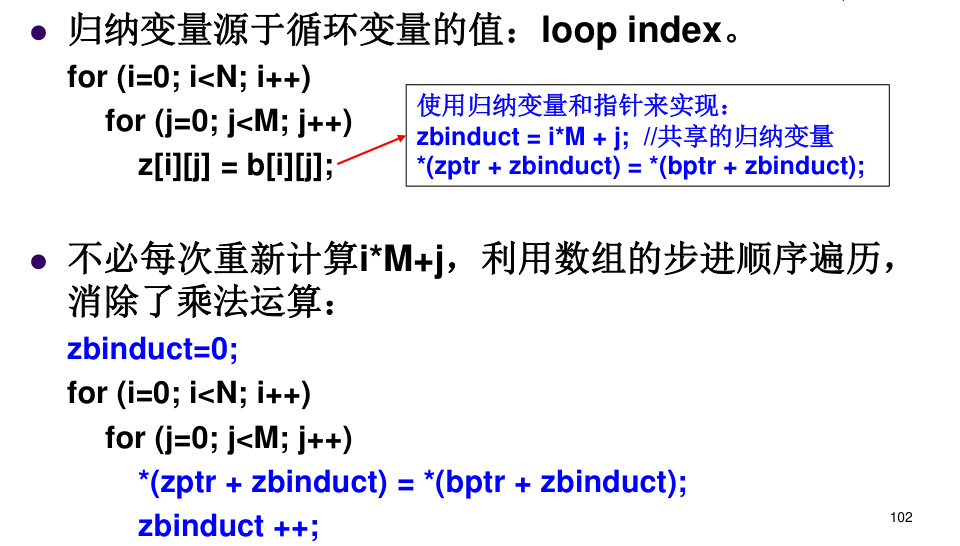 归纳变量源于循环变量的值：loop index。
for (i=0; i<N; i++)
for (j=0; j<M; j++)
z[i][j] = b[i][j];
使用归纳变量和指针来实现：
zbinduct = i*M + j; //共享的归纳变量
*(zptr + zbinduct) = *(bptr + zbinduct);
不必每次重新计算i*M+j，利用数组的步进顺序遍历，
消除了乘法运算：
zbinduct=0;
for (i=0; i<N; i++)
for (j=0; j<M; j++)
*(zptr + zbinduct) = *(bptr + zbinduct);
zbinduct ++;
102